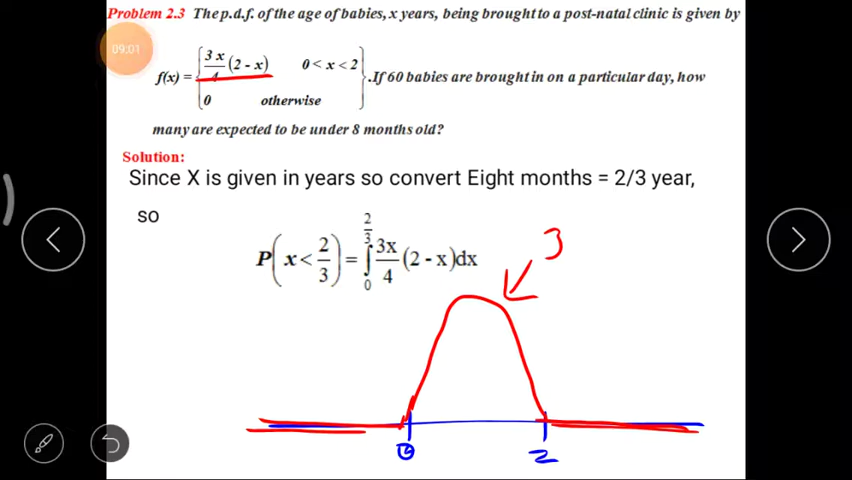 Problem 2.3 The p.d.f. of the age of babies, x years, being brought to a post-natal clinic is given by
09:01
f(x) = { 3x/4 (2 - x) 0 < x < 2
0 otherwise } .If 60 babies are brought in on a particular day, how
many are expected to be under 8 months old?
Solution:
Since X is given in years so convert Eight months = 2/3 year,
so
P( x < 2/3 ) = ∫₀^(2/3) 3x/4 (2 - x)dx
3
0 2